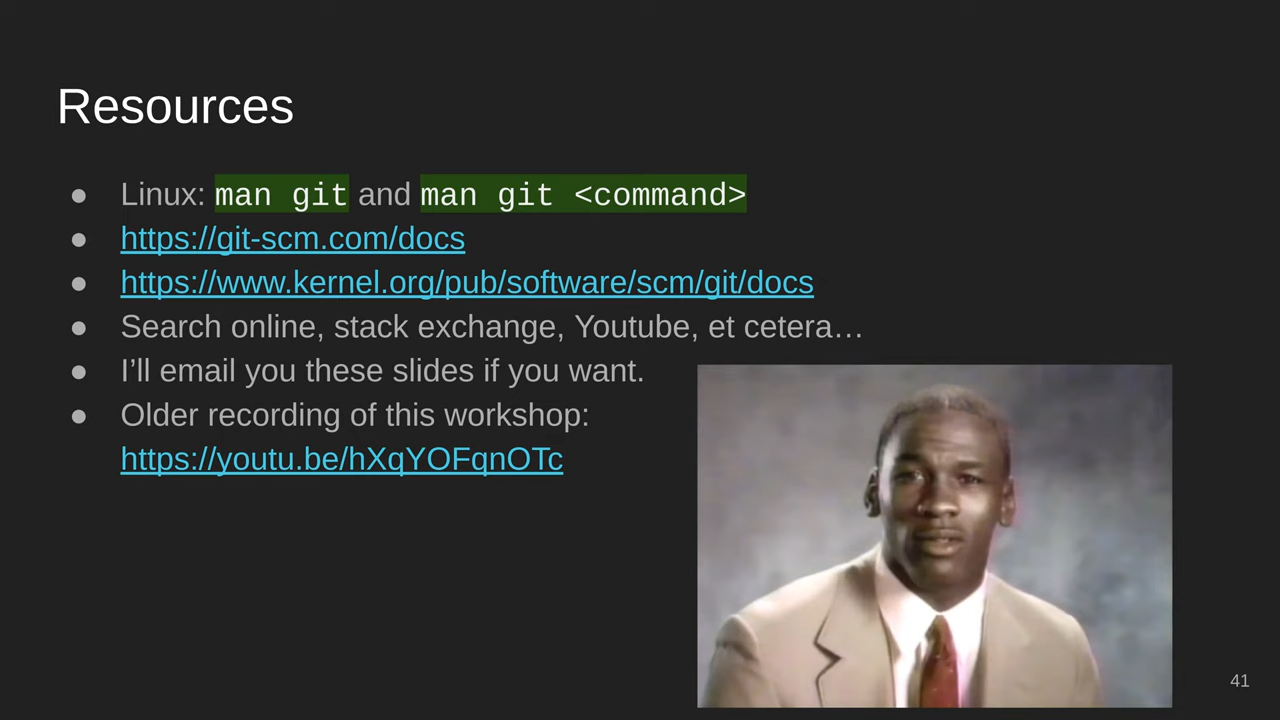 Resources
● Linux: man git and man git <command>
● https://git-scm.com/docs
● https://www.kernel.org/pub/software/scm/git/docs
● Search online, stack exchange, Youtube, et cetera…
● I’ll email you these slides if you want.
● Older recording of this workshop:
https://youtu.be/hXqYOFqnOTc
41